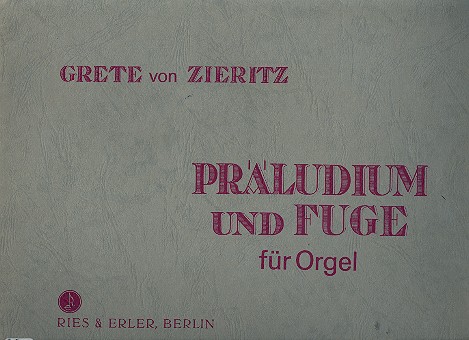 GRETE von ZIERITZ
PRÄLUDIUM
UND FUGE
für Orgel
RIES & ERLER, BERLIN